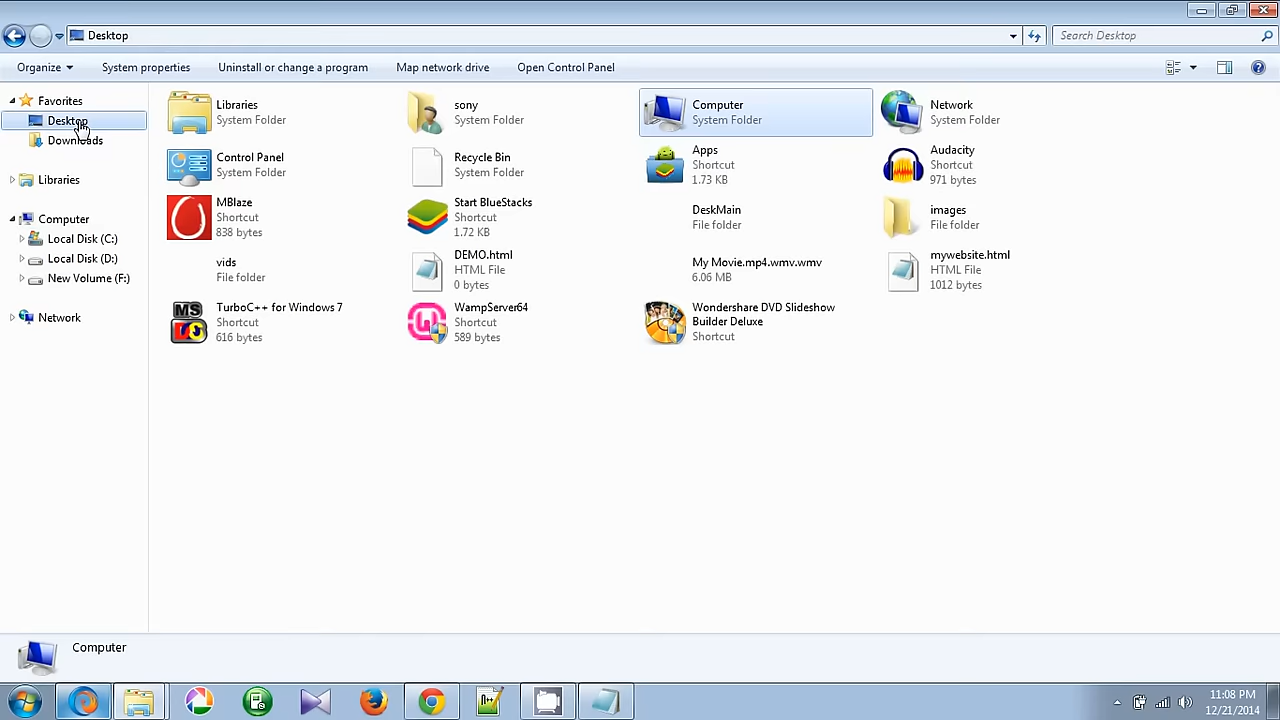 Desktop
Search Desktop
Organize
System properties
Uninstall or change a program
Map network drive
Open Control Panel
Favorites
Desktop
Downloads
Libraries
Computer
Local Disk (C:)
Local Disk (D:)
New Volume (F:)
Network
Libraries
System Folder
sony
System Folder
Computer
System Folder
Network
System Folder
Control Panel
System Folder
Recycle Bin
System Folder
Apps
Shortcut
1.73 KB
Audacity
Shortcut
971 bytes
MBlaze
Shortcut
838 bytes
Start BlueStacks
Shortcut
1.72 KB
DeskMain
File folder
images
File folder
vids
File folder
DEMO.html
HTML File
0 bytes
My Movie.mp4.wmv.wmv
6.06 MB
mywebsite.html
HTML File
1012 bytes
MS
TurboC++ for Windows 7
Shortcut
616 bytes
WampServer64
Shortcut
589 bytes
Wondershare DVD Slideshow
Builder Deluxe
Shortcut
Computer
11:08 PM
12/21/2014